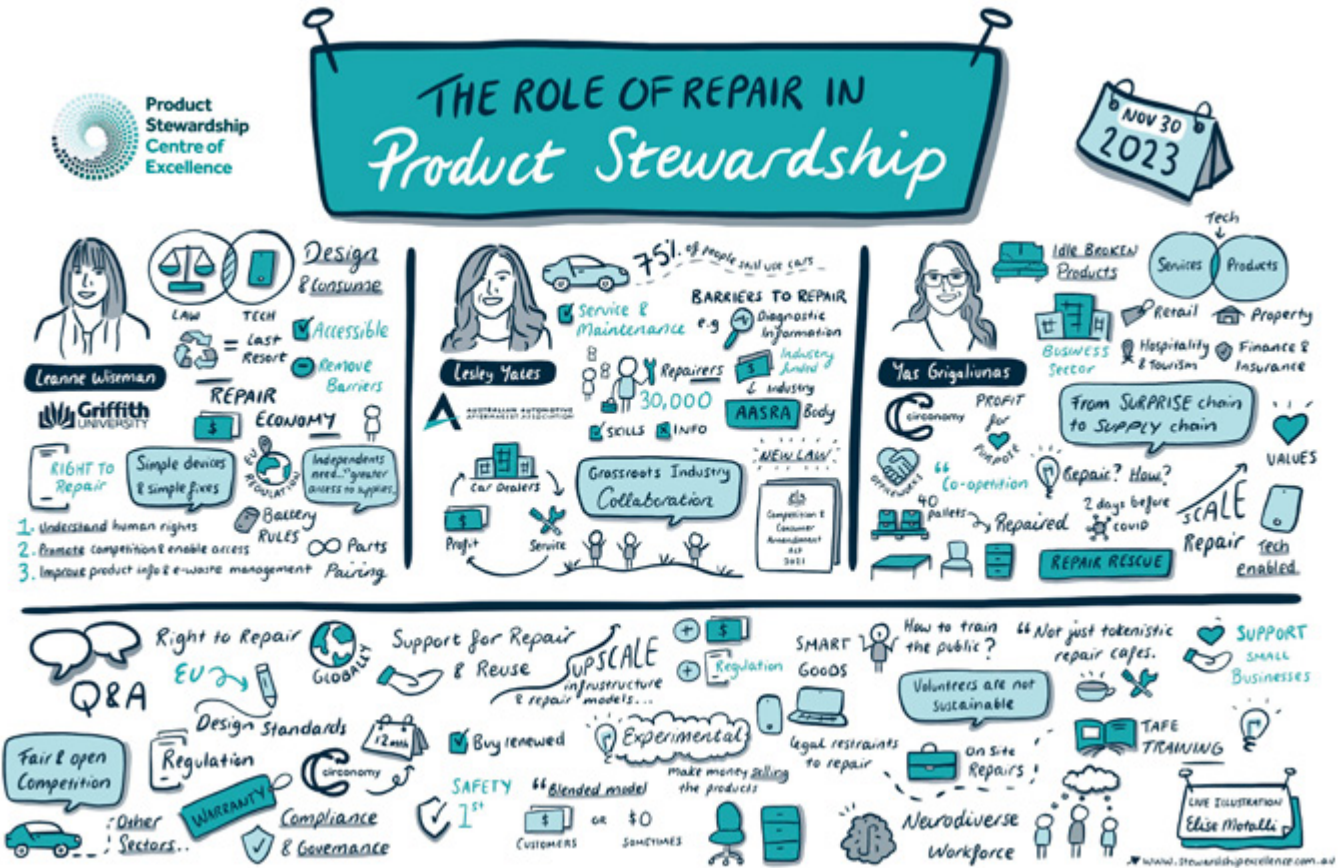 THE ROLE OF REPAIR IN
Product Stewardship
Product
Stewardship
Centre of
Excellence
NOV 30
2023
Leanne Wiseman
Griffith
UNIVERSITY
LAW
TECH
Design
& Consume
= Last
Resort
Accessible
Remove
Barriers
REPAIR
$
ECONOMY
RIGHT TO
Repair
Simple devices
& simple fixes
EU
REGULATION
Independents
need... "greater
access to supplies.
1. Understand human rights
2. Promote competition & enable access
3. Improve product info & e-waste management
Battery
RULES
Parts
Pairing
Lesley Yates
AUSTRALIAN AUTOMOTIVE
AFTERMARKET ASSOCIATION
75% of people still use cars
Service &
Maintenance
BARRIERS TO REPAIR
e.g
Diagnostic
Information
Repairers
30,000
SKILLS
INFO
$
Industry
funded
Industry
AASRA
Body
Car Dealers
$
Profit
Service
Grassroots Industry
Collaboration
NEW LAW
Competition &
Consumer
Amendment
Act
2021
Yas Grigaliunas
circonomy
Idle BROKEN
Products
Tech
Services
Products
BUSINESS
Sector
Retail
Property
Hospitality
& Tourism
Finance &
Insurance
PROFIT
for
PURPOSE
From SURPRISE chain
to SUPPLY chain
VALUES
OFFICEWORKS
"Co-opetition
Repair? How?
40
pallets
Repaired
2 days before
covid
SCALE
Repair
Tech
enabled
REPAIR RESCUE
Q&A
Right to Repair
EU
GLOBALLY
Design Standards
Fair & open
Competition
Regulation
Other
Sectors..
WARRANTY
Compliance
& Governance
circonomy
12 mth
Support for Repair
& Reuse
UPSCALE
infrastructure
& repair models...
+ $
+ Regulation
Buy renewed
Experimental
SAFETY
1st
"Blended model
$
CUSTOMERS
OR
$0
SOMETIMES
make money selling
the products
SMART
GOODS
legal restraints
to repair
How to train
the public?
Volunteers are not
sustainable
On Site
Repairs
Neurodiverse
Workforce
"Not just tokenistic
repair cafes.
SUPPORT
SMALL
Businesses
TAFE
TRAINING
LIVE ILLUSTRATION
Elise Motalli
www.stewardshipexcellence.com.au